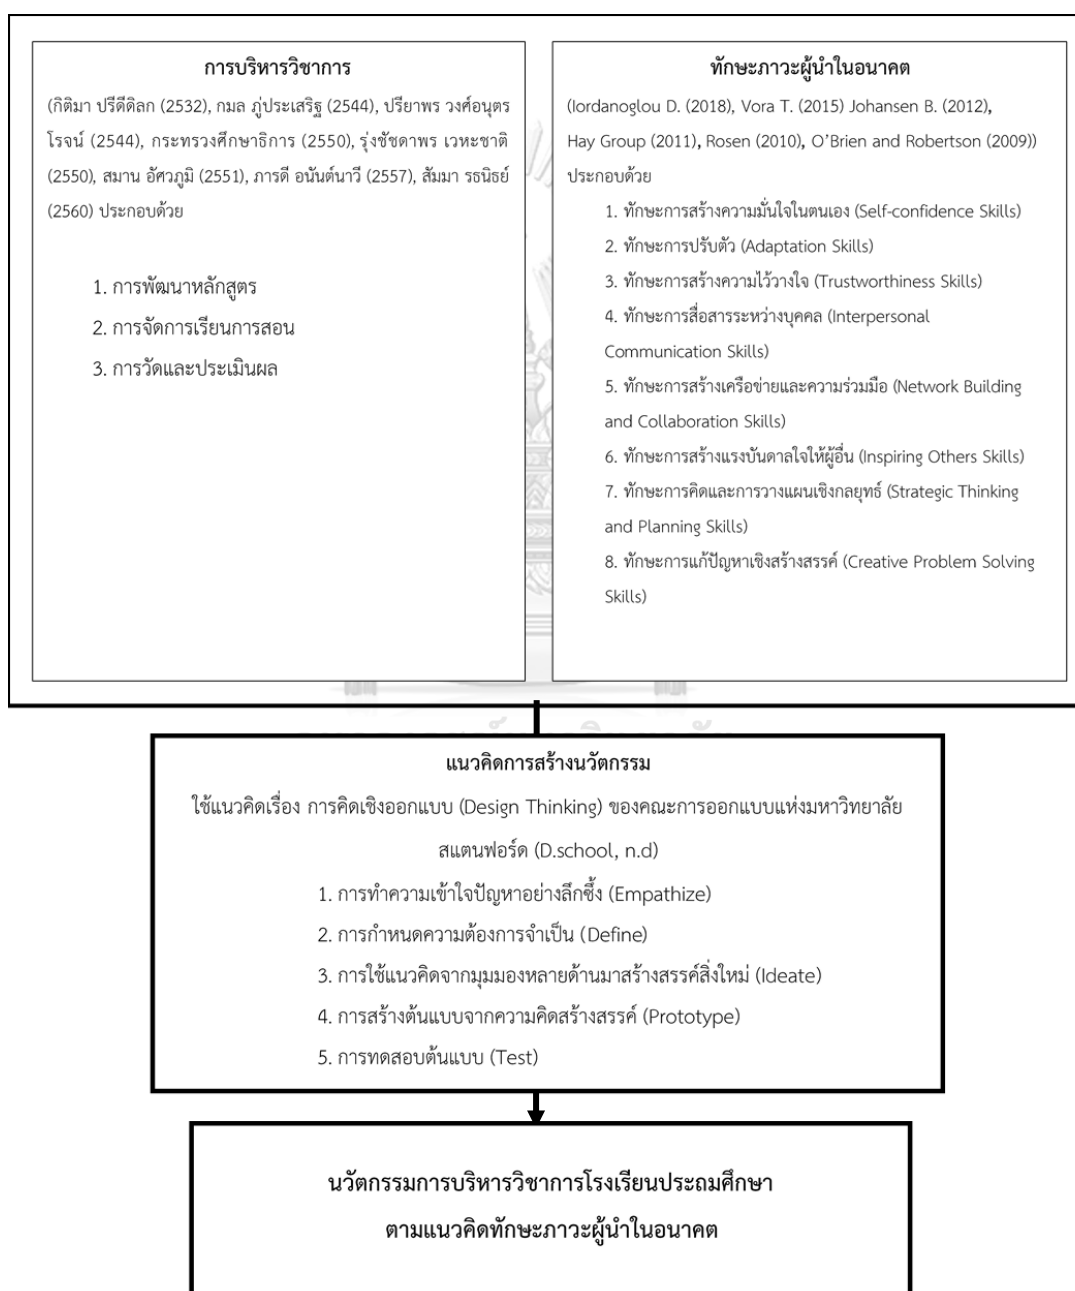 การบริหารวิชาการ
(กิติมา ปรีดีดิลก (2532), กมล ภู่ประเสริฐ (2544), ปรียาพร วงศ์อนุตร
โรจน์ (2544), กระทรวงศึกษาธิการ (2550), รุ่งชัชดาพร เวหะชาติ
(2550), สมาน อัศวภูมิ (2551), ภารดี อนันต์นาวี (2557), สัมมา รธนิธย์
(2560) ประกอบด้วย
1. การพัฒนาหลักสูตร
2. การจัดการเรียนการสอน
3. การวัดและประเมินผล
ทักษะภาวะผู้นำในอนาคต
(Iordanoglou D. (2018), Vora T. (2015) Johansen B. (2012),
Hay Group (2011), Rosen (2010), O'Brien and Robertson (2009))
ประกอบด้วย
1. ทักษะการสร้างความมั่นใจในตนเอง (Self-confidence Skills)
2. ทักษะการปรับตัว (Adaptation Skills)
3. ทักษะการสร้างความไว้วางใจ (Trustworthiness Skills)
4. ทักษะการสื่อสารระหว่างบุคคล (Interpersonal
Communication Skills)
5. ทักษะการสร้างเครือข่ายและความร่วมมือ (Network Building
and Collaboration Skills)
6. ทักษะการสร้างแรงบันดาลใจให้ผู้อื่น (Inspiring Others Skills)
7. ทักษะการคิดและการวางแผนเชิงกลยุทธ์ (Strategic Thinking
and Planning Skills)
8. ทักษะการแก้ปัญหาเชิงสร้างสรรค์ (Creative Problem Solving
Skills)
แนวคิดการสร้างนวัตกรรม
ใช้แนวคิดเรื่อง การคิดเชิงออกแบบ (Design Thinking) ของคณะการออกแบบแห่งมหาวิทยาลัย
สแตนฟอร์ด (D.school, n.d)
1. การทำความเข้าใจปัญหาอย่างลึกซึ้ง (Empathize)
2. การกำหนดความต้องการจำเป็น (Define)
3. การใช้แนวคิดจากมุมมองหลายด้านมาสร้างสรรค์สิ่งใหม่ (Ideate)
4. การสร้างต้นแบบจากความคิดสร้างสรรค์ (Prototype)
5. การทดสอบต้นแบบ (Test)
นวัตกรรมการบริหารวิชาการโรงเรียนประถมศึกษา
ตามแนวคิดทักษะภาวะผู้นำในอนาคต